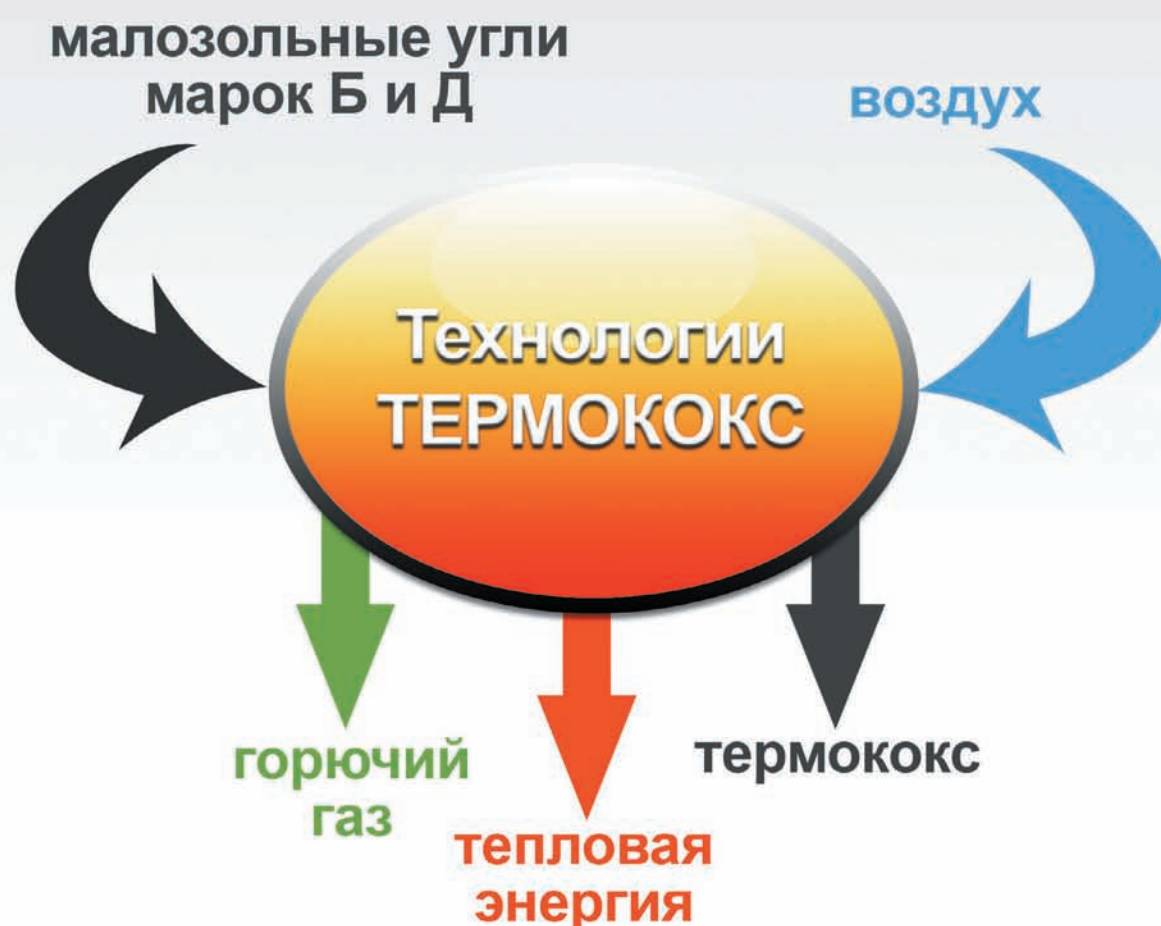 малозольные угли
марок Б и Д
воздух
Технологии
ТЕРМОКОКС
горючий
газ
тепловая
энергия
термококс